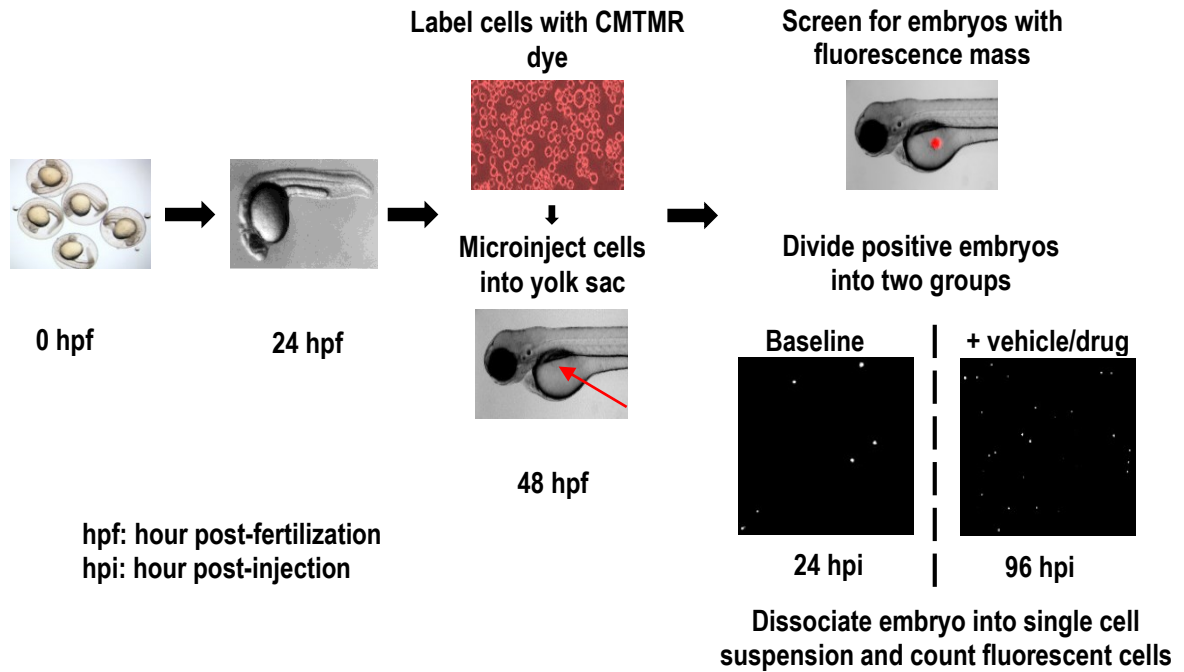 0 hpf
24 hpf
Label cells with CMTMR
dye
Microinject cells
into yolk sac
48 hpf
Screen for embryos with
fluorescence mass
Divide positive embryos
into two groups
Baseline
+ vehicle/drug
24 hpi
96 hpi
Dissociate embryo into single cell
suspension and count fluorescent cells
hpf: hour post-fertilization
hpi: hour post-injection